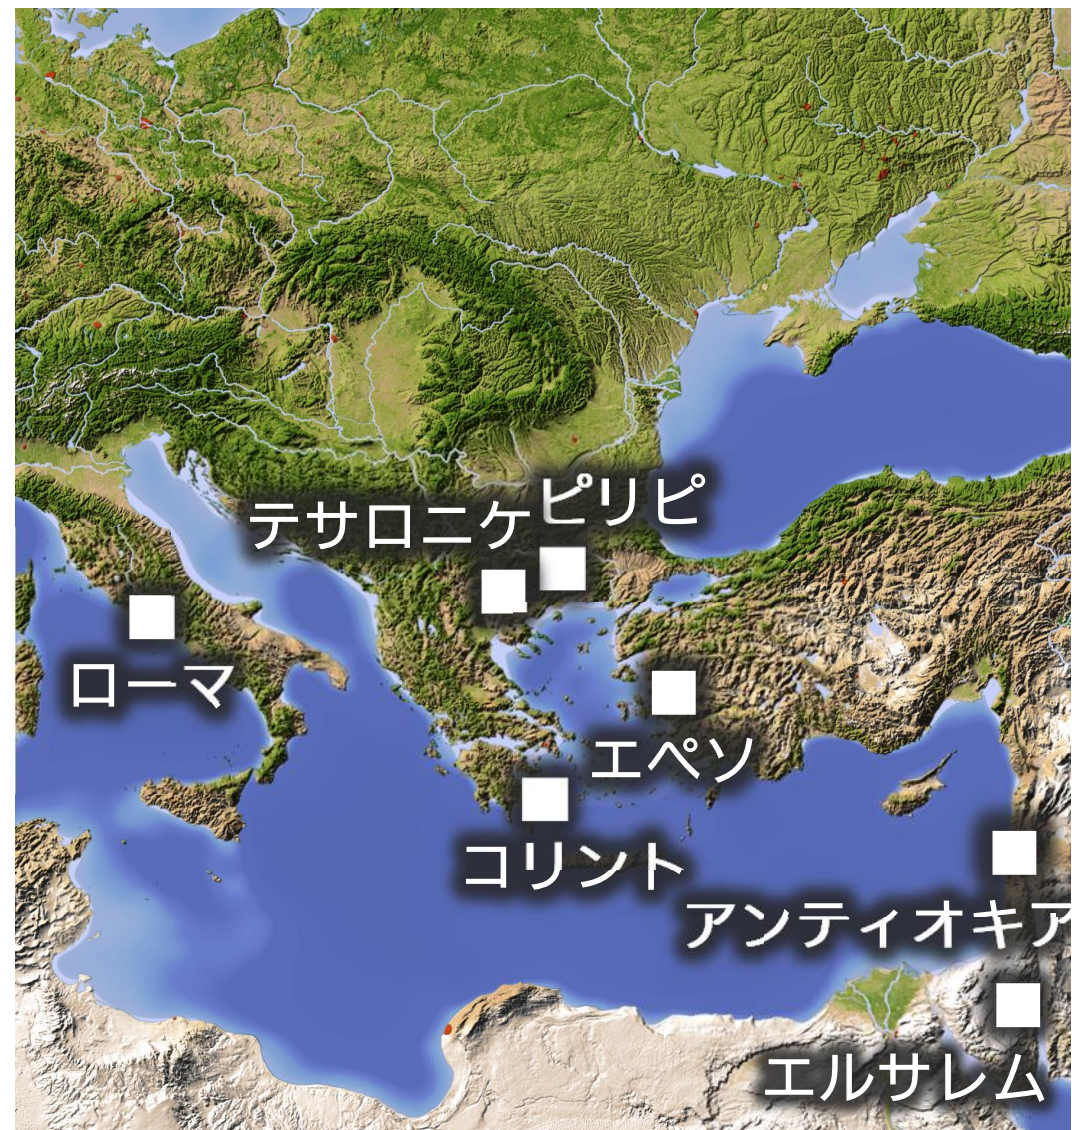 ピリピ
テサロニケ
ローマ
エペソ
コリント
アンティオキア
エルサレム